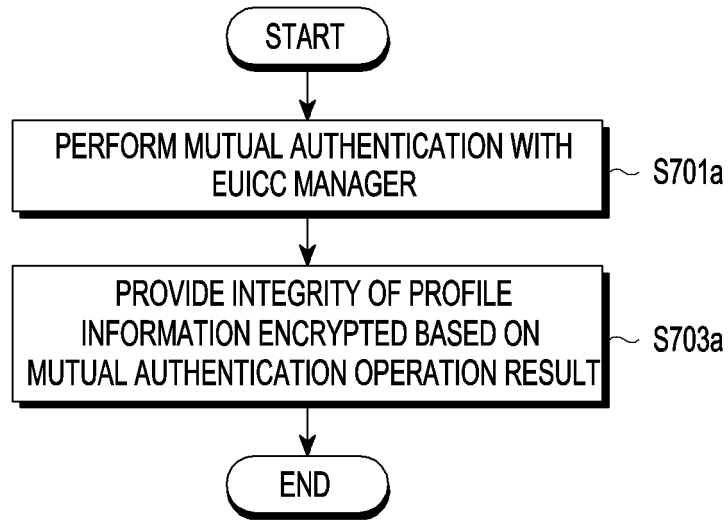 START
PERFORM MUTUAL AUTHENTICATION WITH
EUICC MANAGER
S701a
PROVIDE INTEGRITY OF PROFILE
INFORMATION ENCRYPTED BASED ON
MUTUAL AUTHENTICATION OPERATION RESULT
S703a
END